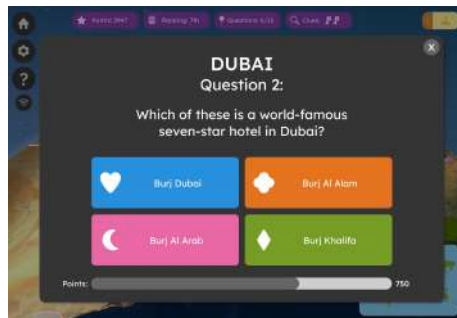 DUBAI
Question 2:
Which of these is a world-famous
seven-star hotel in Dubai?
Burj Dubai
Burj Al Alam
Burj Al Arab
Burj Khalifa
Points:
750